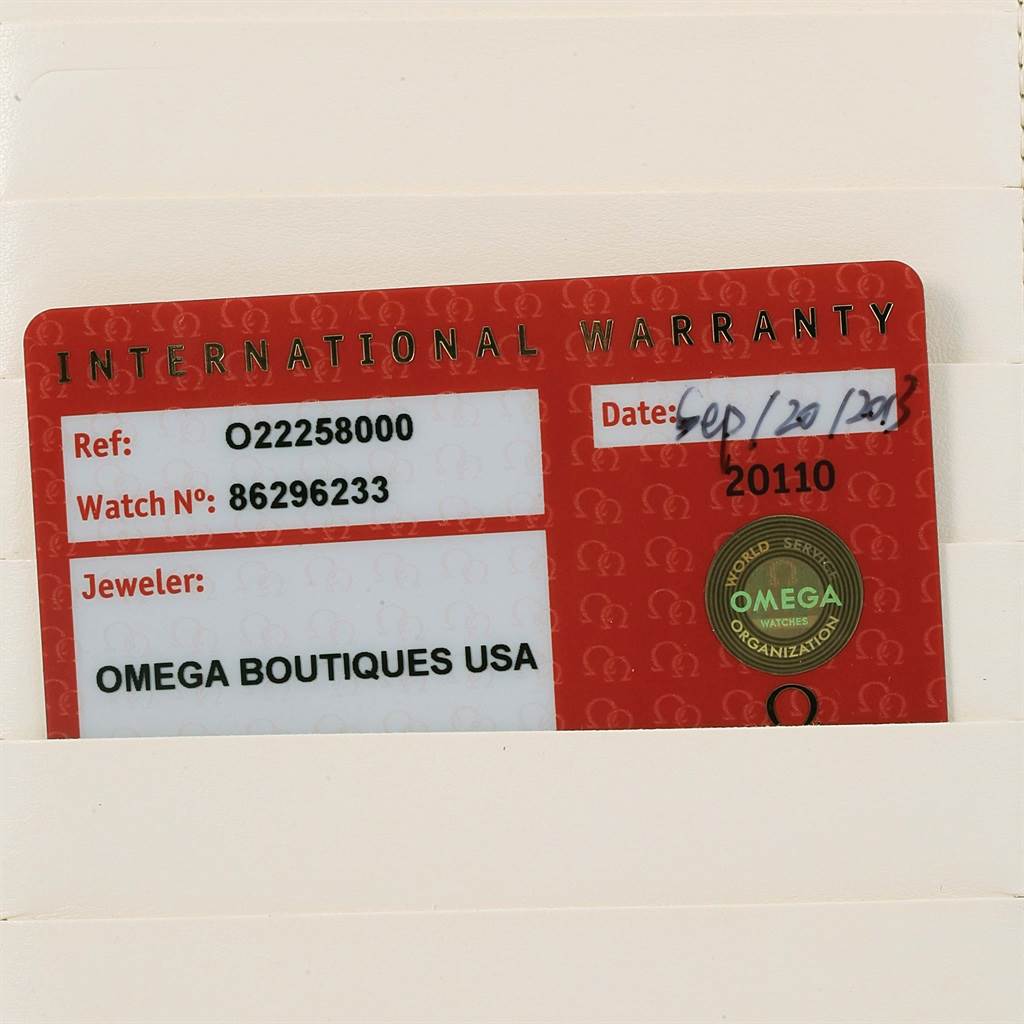 INTERNATIONAL WARRANTY
Ref: O22258000
Watch Nº: 86296233
Jeweler:
OMEGA BOUTIQUES USA
Date: Sep/20/2013
20110
WORLD SERVICE
OMEGA
WATCHES
ORGANIZATION
Ω